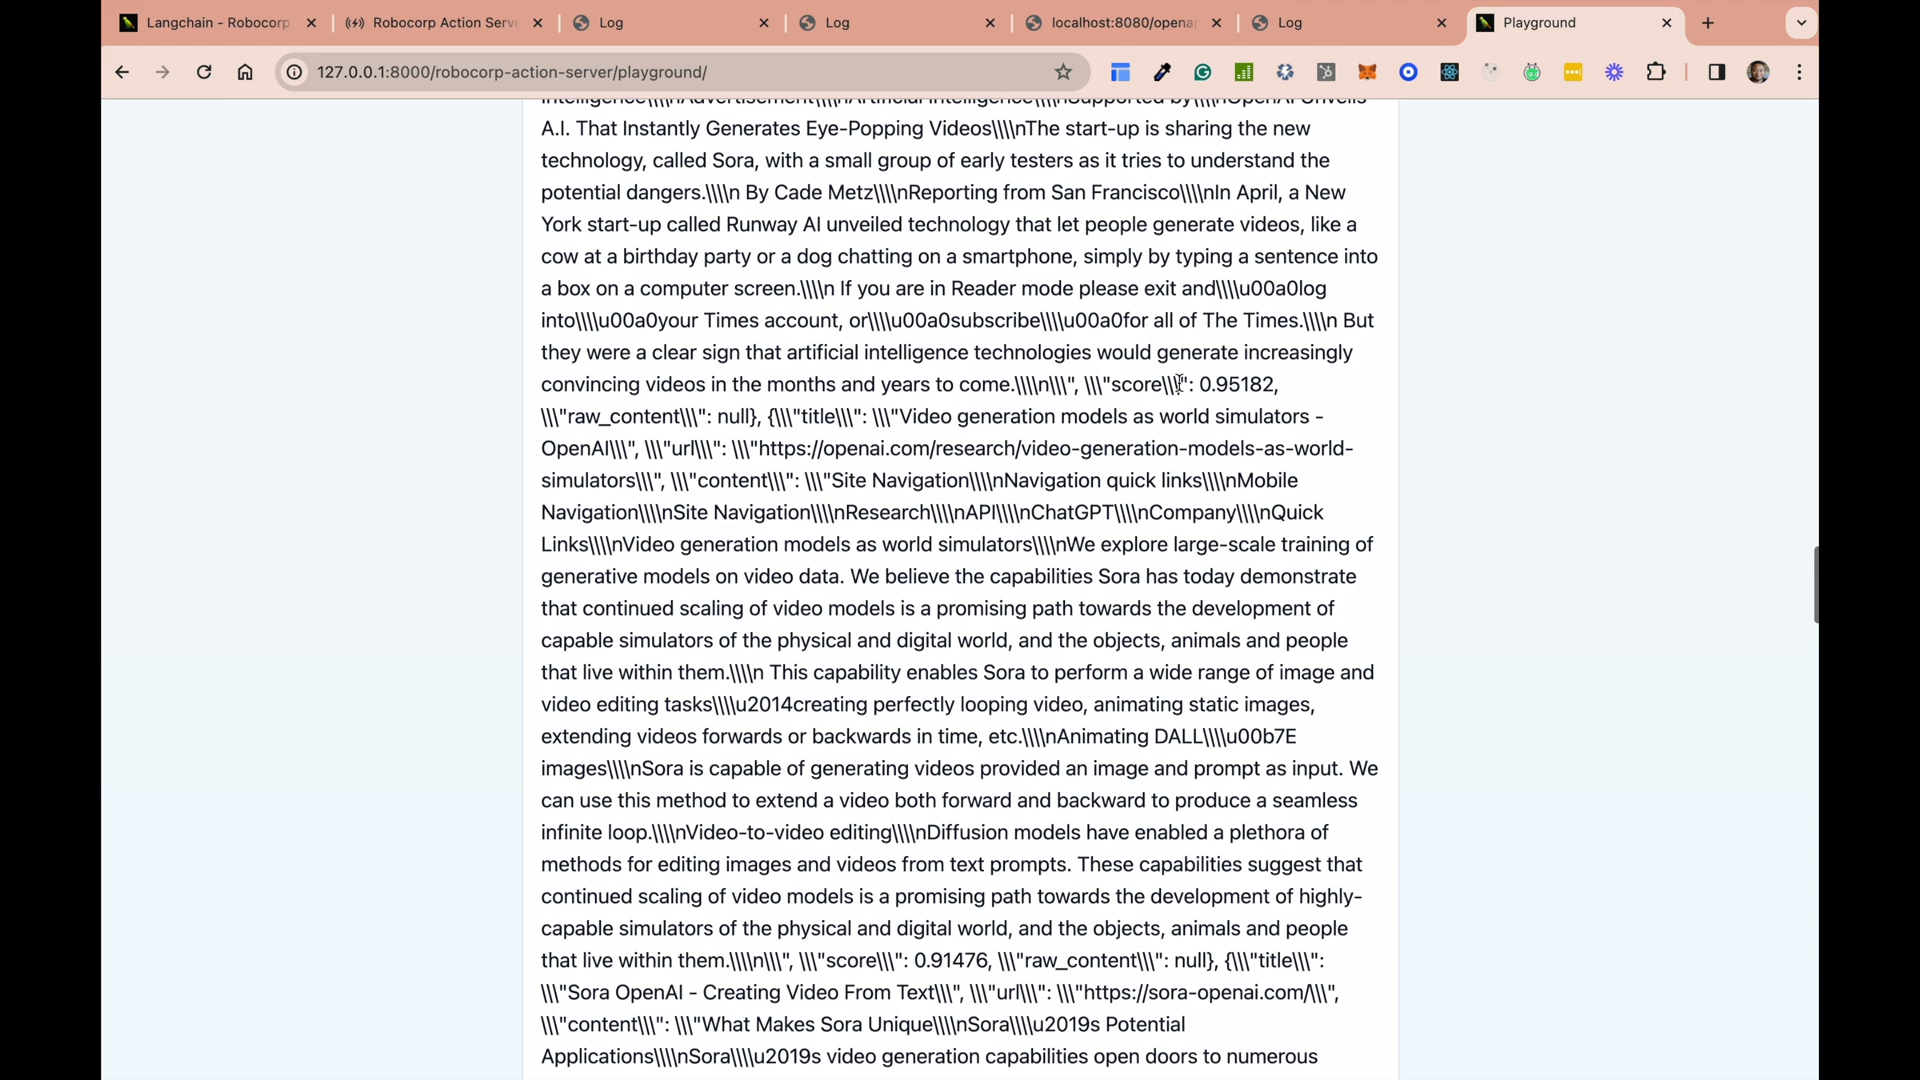 Langchain - Robocorp
Robocorp Action Serve
Log
Log
localhost:8080/opena
Log
Playground
127.0.0.1:8000/robocorp-action-server/playground/
Intelligence\\\\nAdvertisement\\\\nArtificial Intelligence\\\\nSupported by\\\\nOpenAI Unveils
A.I. That Instantly Generates Eye-Popping Videos\\\\nThe start-up is sharing the new
technology, called Sora, with a small group of early testers as it tries to understand the
potential dangers.\\\\n By Cade Metz\\\\nReporting from San Francisco\\\\nIn April, a New
York start-up called Runway AI unveiled technology that let people generate videos, like a
cow at a birthday party or a dog chatting on a smartphone, simply by typing a sentence into
a box on a computer screen.\\\\n If you are in Reader mode please exit and\\\\u00a0log
into\\\\u00a0your Times account, or\\\\u00a0subscribe\\\\u00a0for all of The Times.\\\\n But
they were a clear sign that artificial intelligence technologies would generate increasingly
convincing videos in the months and years to come.\\\\n\\\", \\\"score\\\": 0.95182,
\\\"raw_content\\\": null}, {\\\"title\\\": \\\"Video generation models as world simulators -
OpenAI\\\", \\\"url\\\": \\\"https://openai.com/research/video-generation-models-as-world-
simulators\\\", \\\"content\\\": \\\"Site Navigation\\\\nNavigation quick links\\\\nMobile
Navigation\\\\nSite Navigation\\\\nResearch\\\\nAPI\\\\nChatGPT\\\\nCompany\\\\nQuick
Links\\\\nVideo generation models as world simulators\\\\nWe explore large-scale training of
generative models on video data. We believe the capabilities Sora has today demonstrate
that continued scaling of video models is a promising path towards the development of
capable simulators of the physical and digital world, and the objects, animals and people
that live within them.\\\\n This capability enables Sora to perform a wide range of image and
video editing tasks\\\\u2014creating perfectly looping video, animating static images,
extending videos forwards or backwards in time, etc.\\\\nAnimating DALL\\\\u00b7E
images\\\\nSora is capable of generating videos provided an image and prompt as input. We
can use this method to extend a video both forward and backward to produce a seamless
infinite loop.\\\\nVideo-to-video editing\\\\nDiffusion models have enabled a plethora of
methods for editing images and videos from text prompts. These capabilities suggest that
continued scaling of video models is a promising path towards the development of highly-
capable simulators of the physical and digital world, and the objects, animals and people
that live within them.\\\\n\\\", \\\"score\\\": 0.91476, \\\"raw_content\\\": null}, {\\\"title\\\":
\\\"Sora OpenAI - Creating Video From Text\\\", \\\"url\\\": \\\"https://sora-openai.com/\\\",
\\\"content\\\": \\\"What Makes Sora Unique\\\\nSora\\\\u2019s Potential
Applications\\\\nSora\\\\u2019s video generation capabilities open doors to numerous